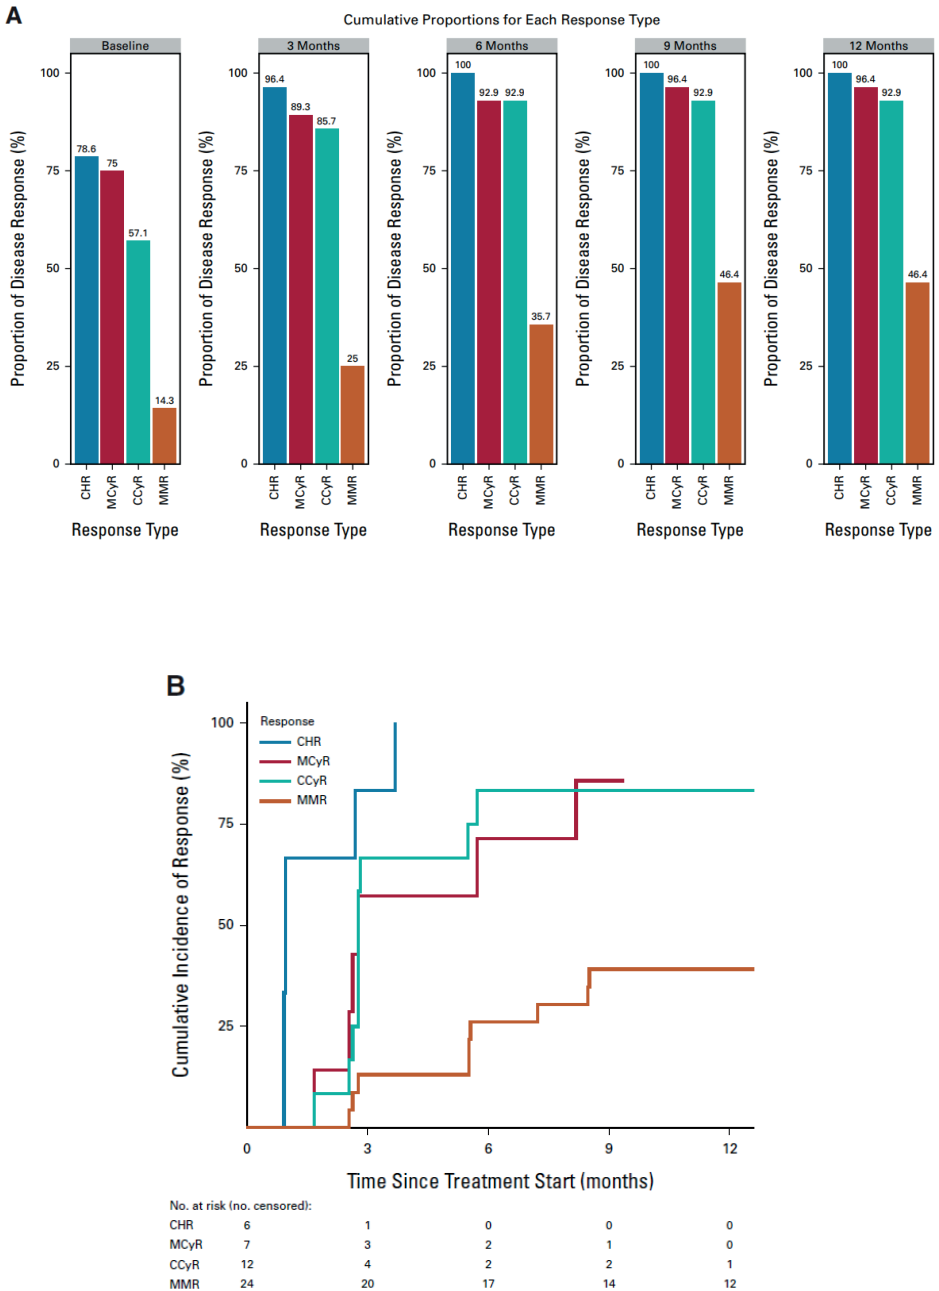 A
Cumulative Proportions for Each Response Type
Baseline
3 Months
6 Months
9 Months
12 Months
Proportion of Disease Response (%)
100
75
50
25
0
78.6
75
57.1
14.3
CHR
MCyR
CCyR
MMR
Response Type
Proportion of Disease Response (%)
100
75
50
25
0
96.4
89.3
85.7
25
CHR
MCyR
CCyR
MMR
Response Type
Proportion of Disease Response (%)
100
75
50
25
0
100
92.9
92.9
35.7
CHR
MCyR
CCyR
MMR
Response Type
Proportion of Disease Response (%)
100
75
50
25
0
100
96.4
92.9
46.4
CHR
MCyR
CCyR
MMR
Response Type
Proportion of Disease Response (%)
100
75
50
25
0
100
96.4
92.9
46.4
CHR
MCyR
CCyR
MMR
Response Type
B
Cumulative Incidence of Response (%)
100
75
50
25
Response
CHR
MCyR
CCyR
MMR
0 3 6 9 12
Time Since Treatment Start (months)
No. at risk (no. censored):
CHR 6 1 0 0 0
MCyR 7 3 2 1 0
CCyR 12 4 2 2 1
MMR 24 20 17 14 12